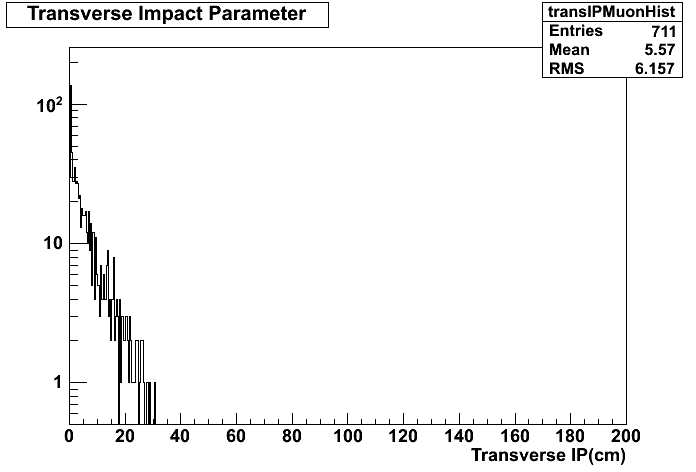 Transverse Impact Parameter
transIPMuonHist
Entries 711
Mean 5.57
RMS 6.157
10²
10
1
0 20 40 60 80 100 120 140 160 180 200
Transverse IP(cm)